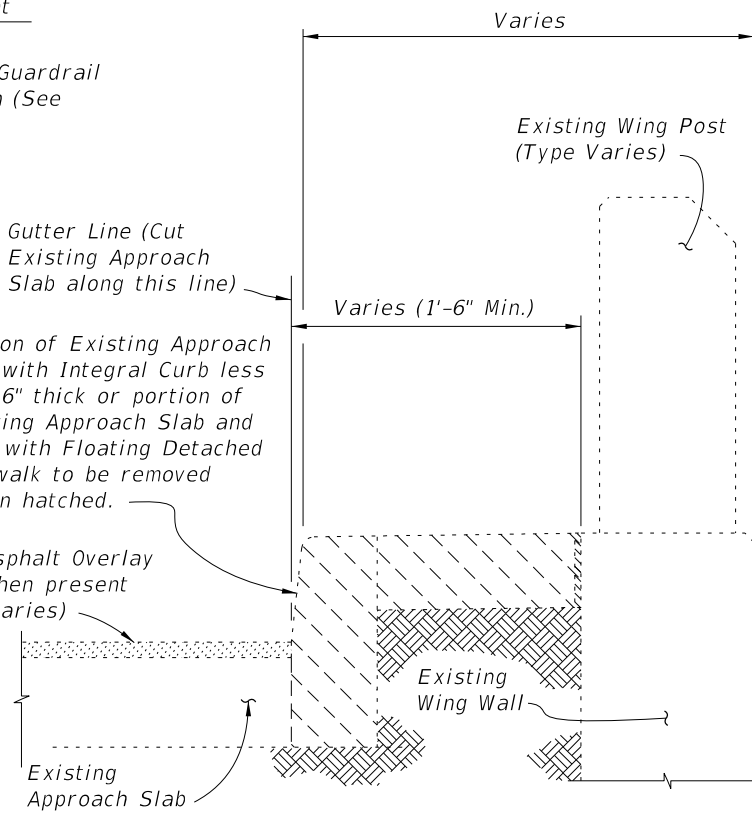 Varies
Guardrail
(See
Existing Wing Post
(Type Varies)
Gutter Line (Cut
Existing Approach
Slab along this line)
Varies (1'-6" Min.)
of Existing Approach
with Integral Curb less
6" thick or portion of
Approach Slab and
with Floating Detached
to be removed
hatched.
Overlay
present
Existing
Wing Wall
Existing
Approach Slab